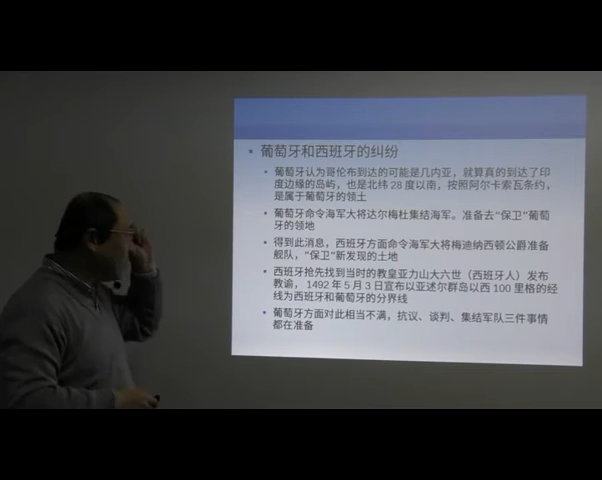 葡萄牙和西班牙的纠纷
葡萄牙认为哥伦布到达的可能是几内亚，就算真的到达了印
度边缘的岛屿，也是北纬 28 度以南，按照阿尔卡索瓦条约，
是属于葡萄牙的领土
葡萄牙命令海军大将达尔梅杜集结海军。准备去“保卫”葡萄牙
的领地
得到此消息，西班牙方面命令海军大将梅迪纳西顿公爵准备
舰队，“保卫”新发现的土地
西班牙抢先找到当时的教皇亚力山大六世（西班牙人）发布
教谕， 1492 年 5 月 3 日宣布以亚述尔群岛以西 100 里格的经
线为西班牙和葡萄牙的分界线
葡萄牙方面对此相当不满，抗议、谈判、集结军队三件事情
都在准备